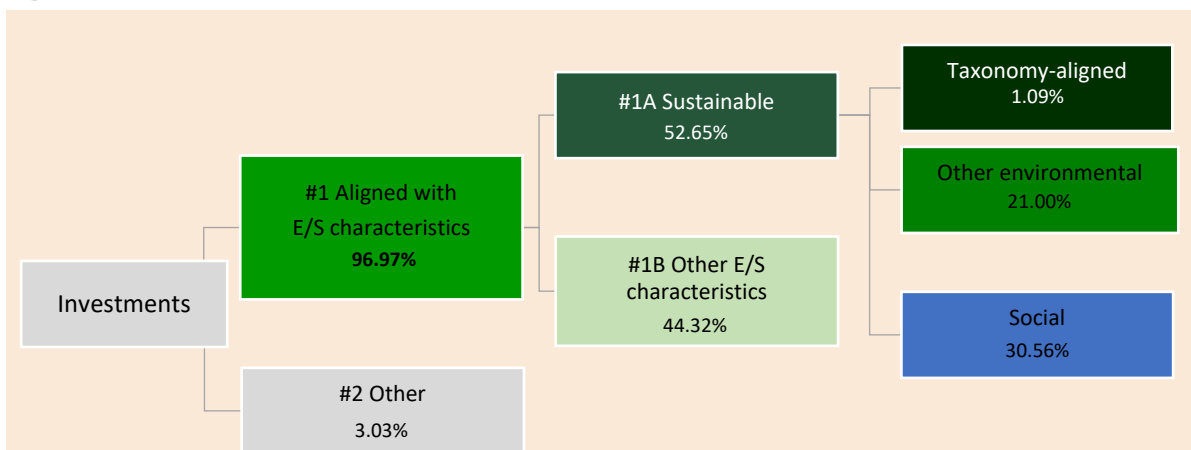 Investments
#1 Aligned with
E/S characteristics
96.97%
#2 Other
3.03%
#1A Sustainable
52.65%
#1B Other E/S
characteristics
44.32%
Taxonomy-aligned
1.09%
Other environmental
21.00%
Social
30.56%